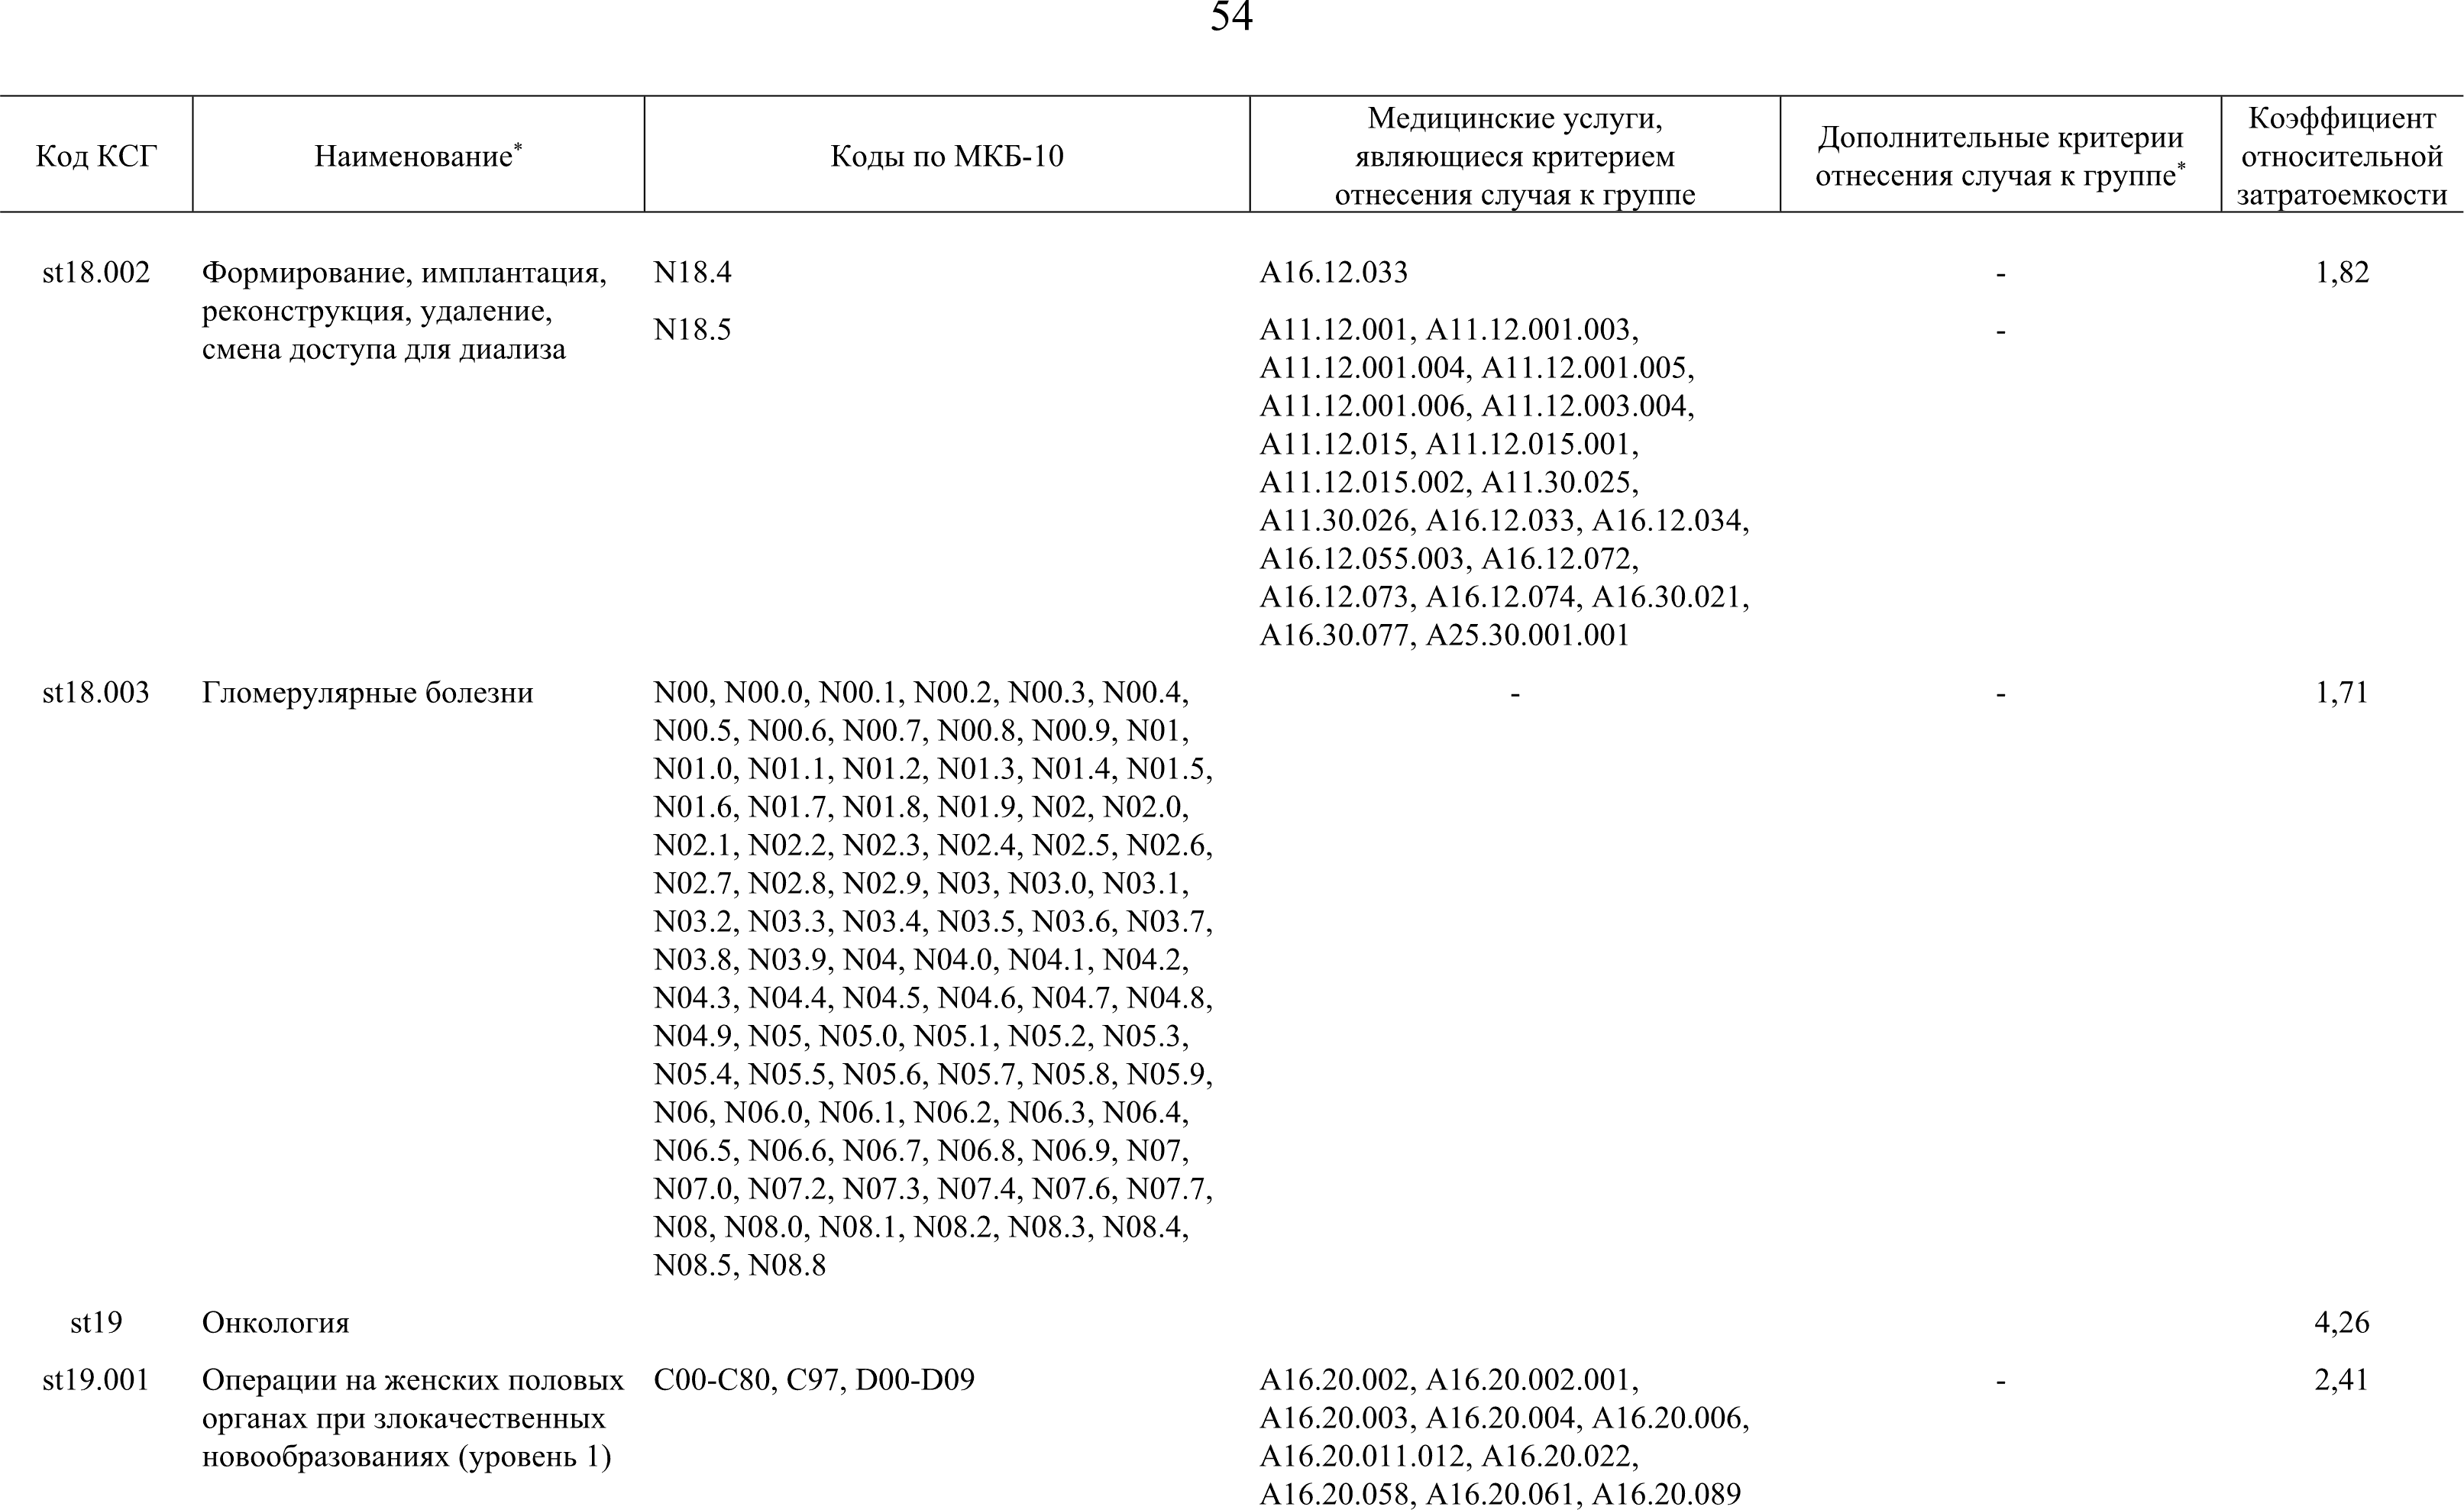 54
Код КСГ
Наименование*
Коды по МКБ-10
Медицинские услуги,
являющиеся критерием
отнесения случая к группе
Дополнительные критерии
отнесения случая к группе*
Коэффициент
относительной
затратоемкости
st18.002
Формирование, имплантация,
реконструкция, удаление,
смена доступа для диализа
N18.4
A16.12.033
-
1,82
N18.5
A11.12.001, A11.12.001.003,
A11.12.001.004, A11.12.001.005,
A11.12.001.006, A11.12.003.004,
A11.12.015, A11.12.015.001,
A11.12.015.002, A11.30.025,
A11.30.026, A16.12.033, A16.12.034,
A16.12.055.003, A16.12.072,
A16.12.073, A16.12.074, A16.30.021,
A16.30.077, A25.30.001.001
-
st18.003
Гломерулярные болезни
N00, N00.0, N00.1, N00.2, N00.3, N00.4,
N00.5, N00.6, N00.7, N00.8, N00.9, N01,
N01.0, N01.1, N01.2, N01.3, N01.4, N01.5,
N01.6, N01.7, N01.8, N01.9, N02, N02.0,
N02.1, N02.2, N02.3, N02.4, N02.5, N02.6,
N02.7, N02.8, N02.9, N03, N03.0, N03.1,
N03.2, N03.3, N03.4, N03.5, N03.6, N03.7,
N03.8, N03.9, N04, N04.0, N04.1, N04.2,
N04.3, N04.4, N04.5, N04.6, N04.7, N04.8,
N04.9, N05, N05.0, N05.1, N05.2, N05.3,
N05.4, N05.5, N05.6, N05.7, N05.8, N05.9,
N06, N06.0, N06.1, N06.2, N06.3, N06.4,
N06.5, N06.6, N06.7, N06.8, N06.9, N07,
N07.0, N07.2, N07.3, N07.4, N07.6, N07.7,
N08, N08.0, N08.1, N08.2, N08.3, N08.4,
N08.5, N08.8
-
-
1,71
st19
Онкология
4,26
st19.001
Операции на женских половых
органах при злокачественных
новообразованиях (уровень 1)
C00-C80, C97, D00-D09
A16.20.002, A16.20.002.001,
A16.20.003, A16.20.004, A16.20.006,
A16.20.011.012, A16.20.022,
A16.20.058, A16.20.061, A16.20.089
-
2,41